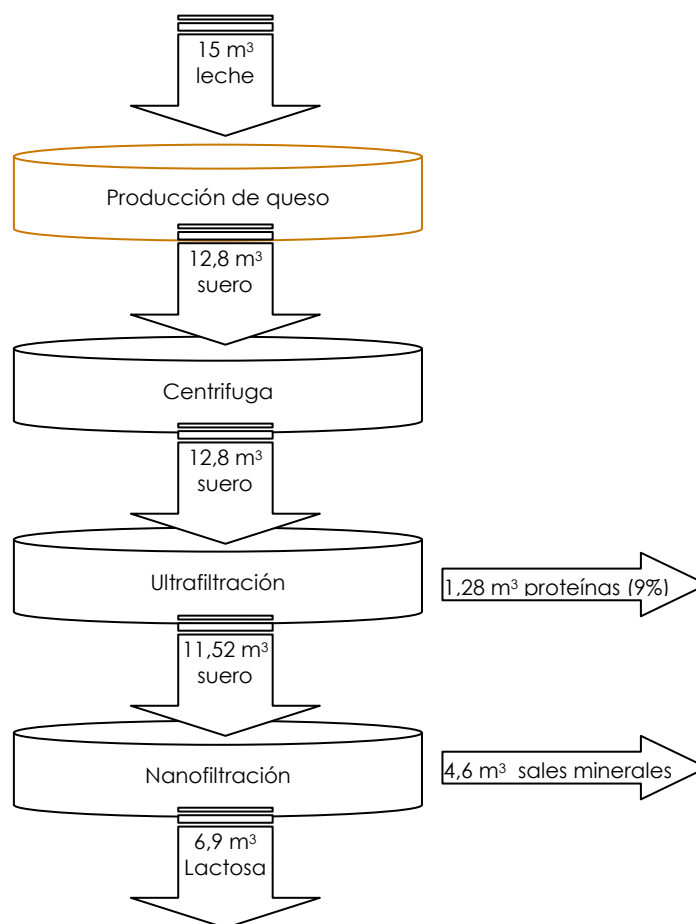 15 m³
leche
Producción de queso
12,8 m³
suero
Centrifuga
12,8 m³
suero
Ultrafiltración
1,28 m³ proteínas (9%)
11,52 m³
suero
Nanofiltración
4,6 m³ sales minerales
6,9 m³
Lactosa